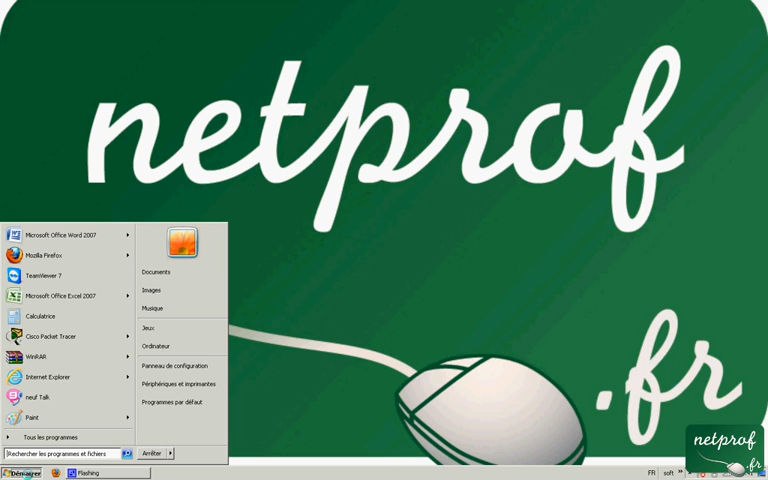 netprof
.fr
Microsoft Office Word 2007
Mozilla Firefox
TeamViewer 7
Microsoft Office Excel 2007
Calculatrice
Cisco Packet Tracer
WinRAR
Internet Explorer
neuf Talk
Paint
Tous les programmes
Rechercher les programmes et fichiers
Documents
Images
Musique
Jeux
Ordinateur
Panneau de configuration
Périphériques et imprimantes
Programmes par défaut
Arrêter
Démarrer
Flashing
FR
soft
netprof
.fr